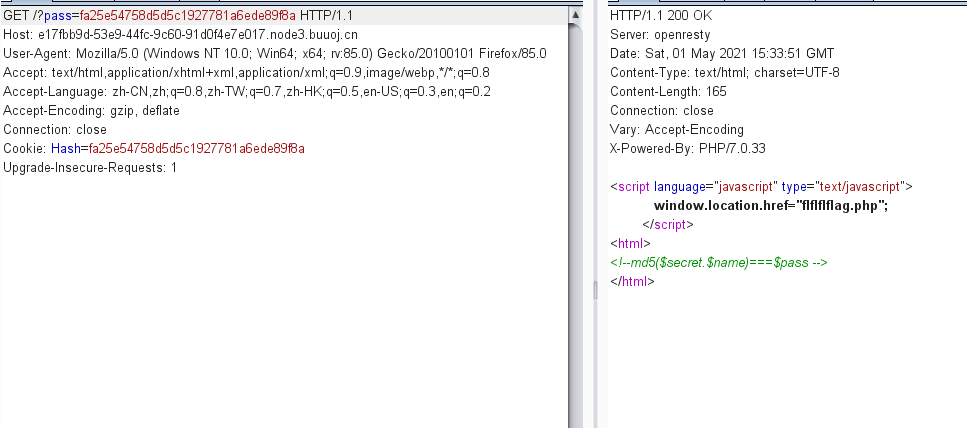 GET /?pass=fa25e54758d5d5c1927781a6ede89f8a HTTP/1.1
Host: e17fbb9d-53e9-44fc-9c60-91d0f4e7e017.node3.buuoj.cn
User-Agent: Mozilla/5.0 (Windows NT 10.0; Win64; x64; rv:85.0) Gecko/20100101 Firefox/85.0
Accept: text/html,application/xhtml+xml,application/xml;q=0.9,image/webp,*/*;q=0.8
Accept-Language: zh-CN,zh;q=0.8,zh-TW;q=0.7,zh-HK;q=0.5,en-US;q=0.3,en;q=0.2
Accept-Encoding: gzip, deflate
Connection: close
Cookie: Hash=fa25e54758d5d5c1927781a6ede89f8a
Upgrade-Insecure-Requests: 1
HTTP/1.1 200 OK
Server: openresty
Date: Sat, 01 May 2021 15:33:51 GMT
Content-Type: text/html; charset=UTF-8
Content-Length: 165
Connection: close
Vary: Accept-Encoding
X-Powered-By: PHP/7.0.33
<script language="javascript" type="text/javascript">
window.location.href="flflflflag.php";
</script>
<html>
<!--md5($secret.$name)===$pass -->
</html>